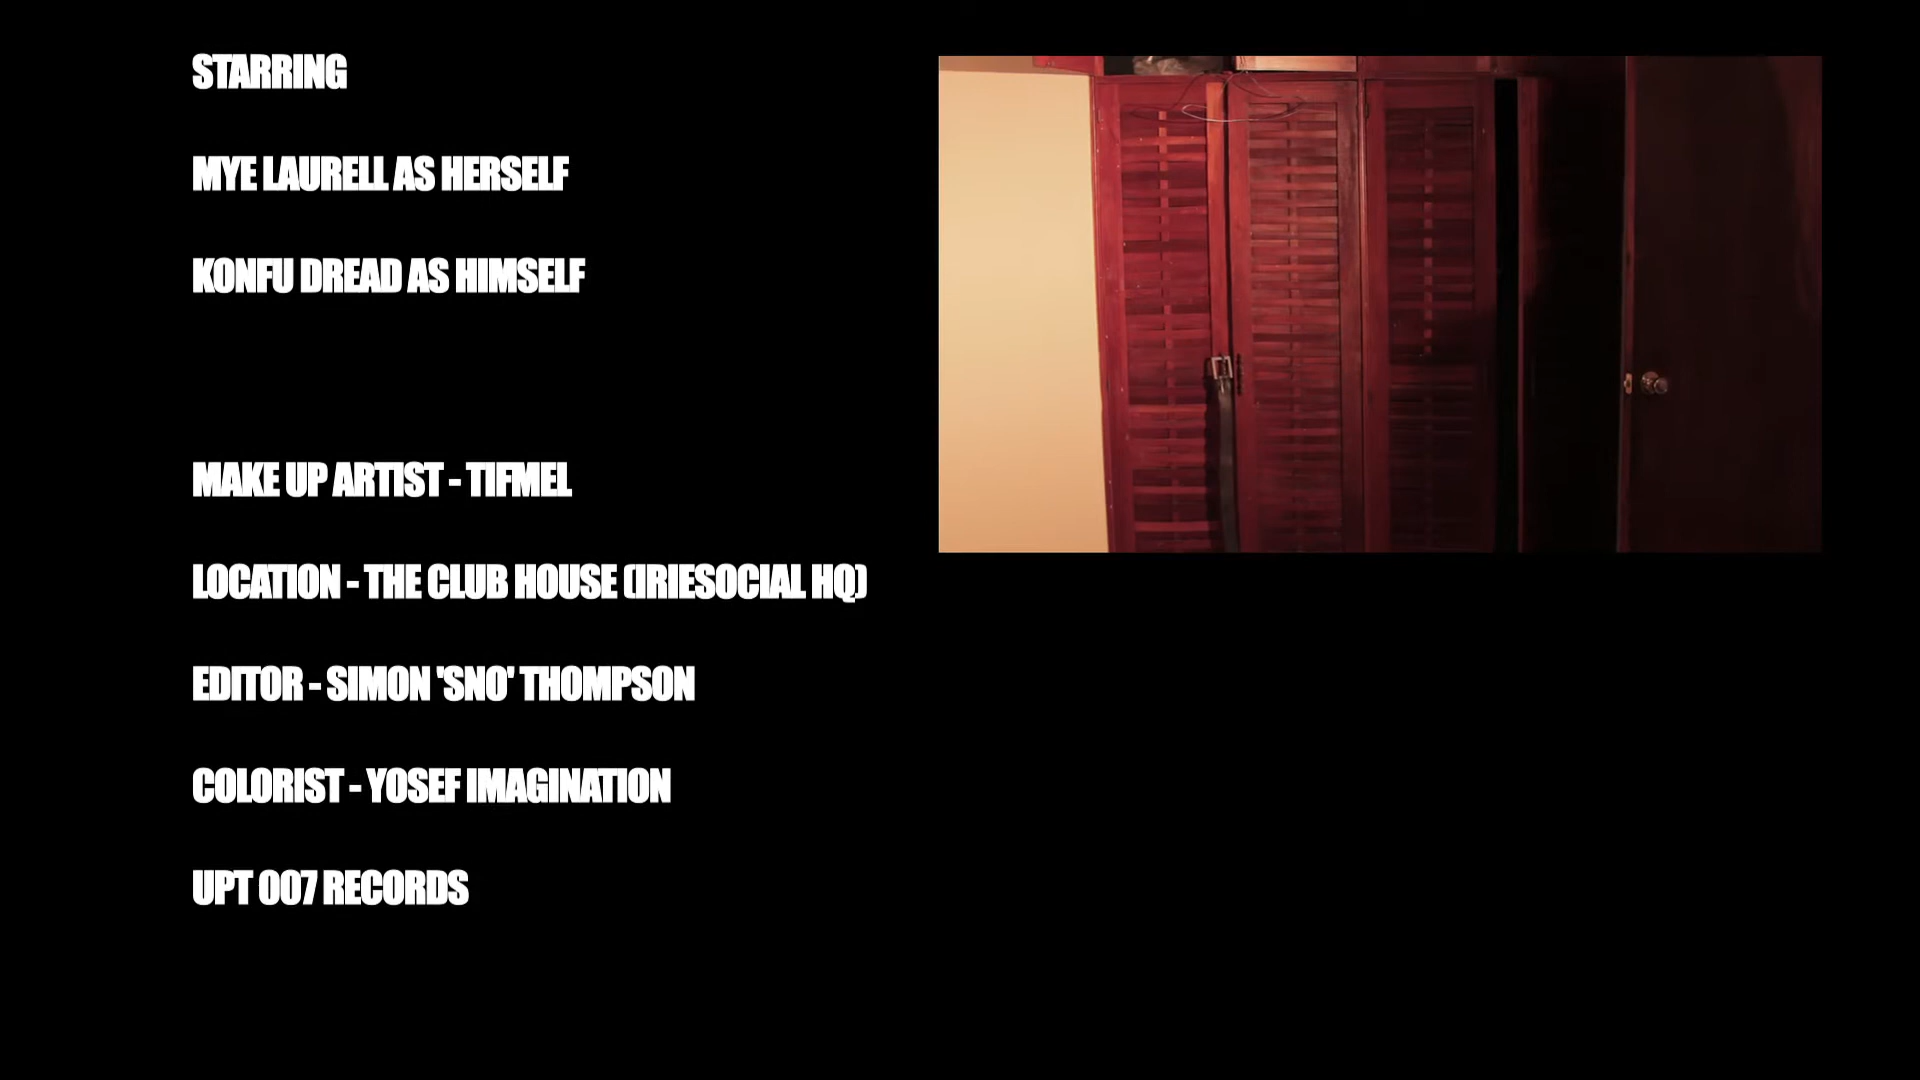 STARRING
MYE LAURELL AS HERSELF
KONFU DREAD AS HIMSELF
MAKE UP ARTIST - TIFMEL
LOCATION - THE CLUB HOUSE (IRIESOCIAL HQ)
EDITOR - SIMON 'SNO' THOMPSON
COLORIST - YOSEF IMAGINATION
UPT 007 RECORDS